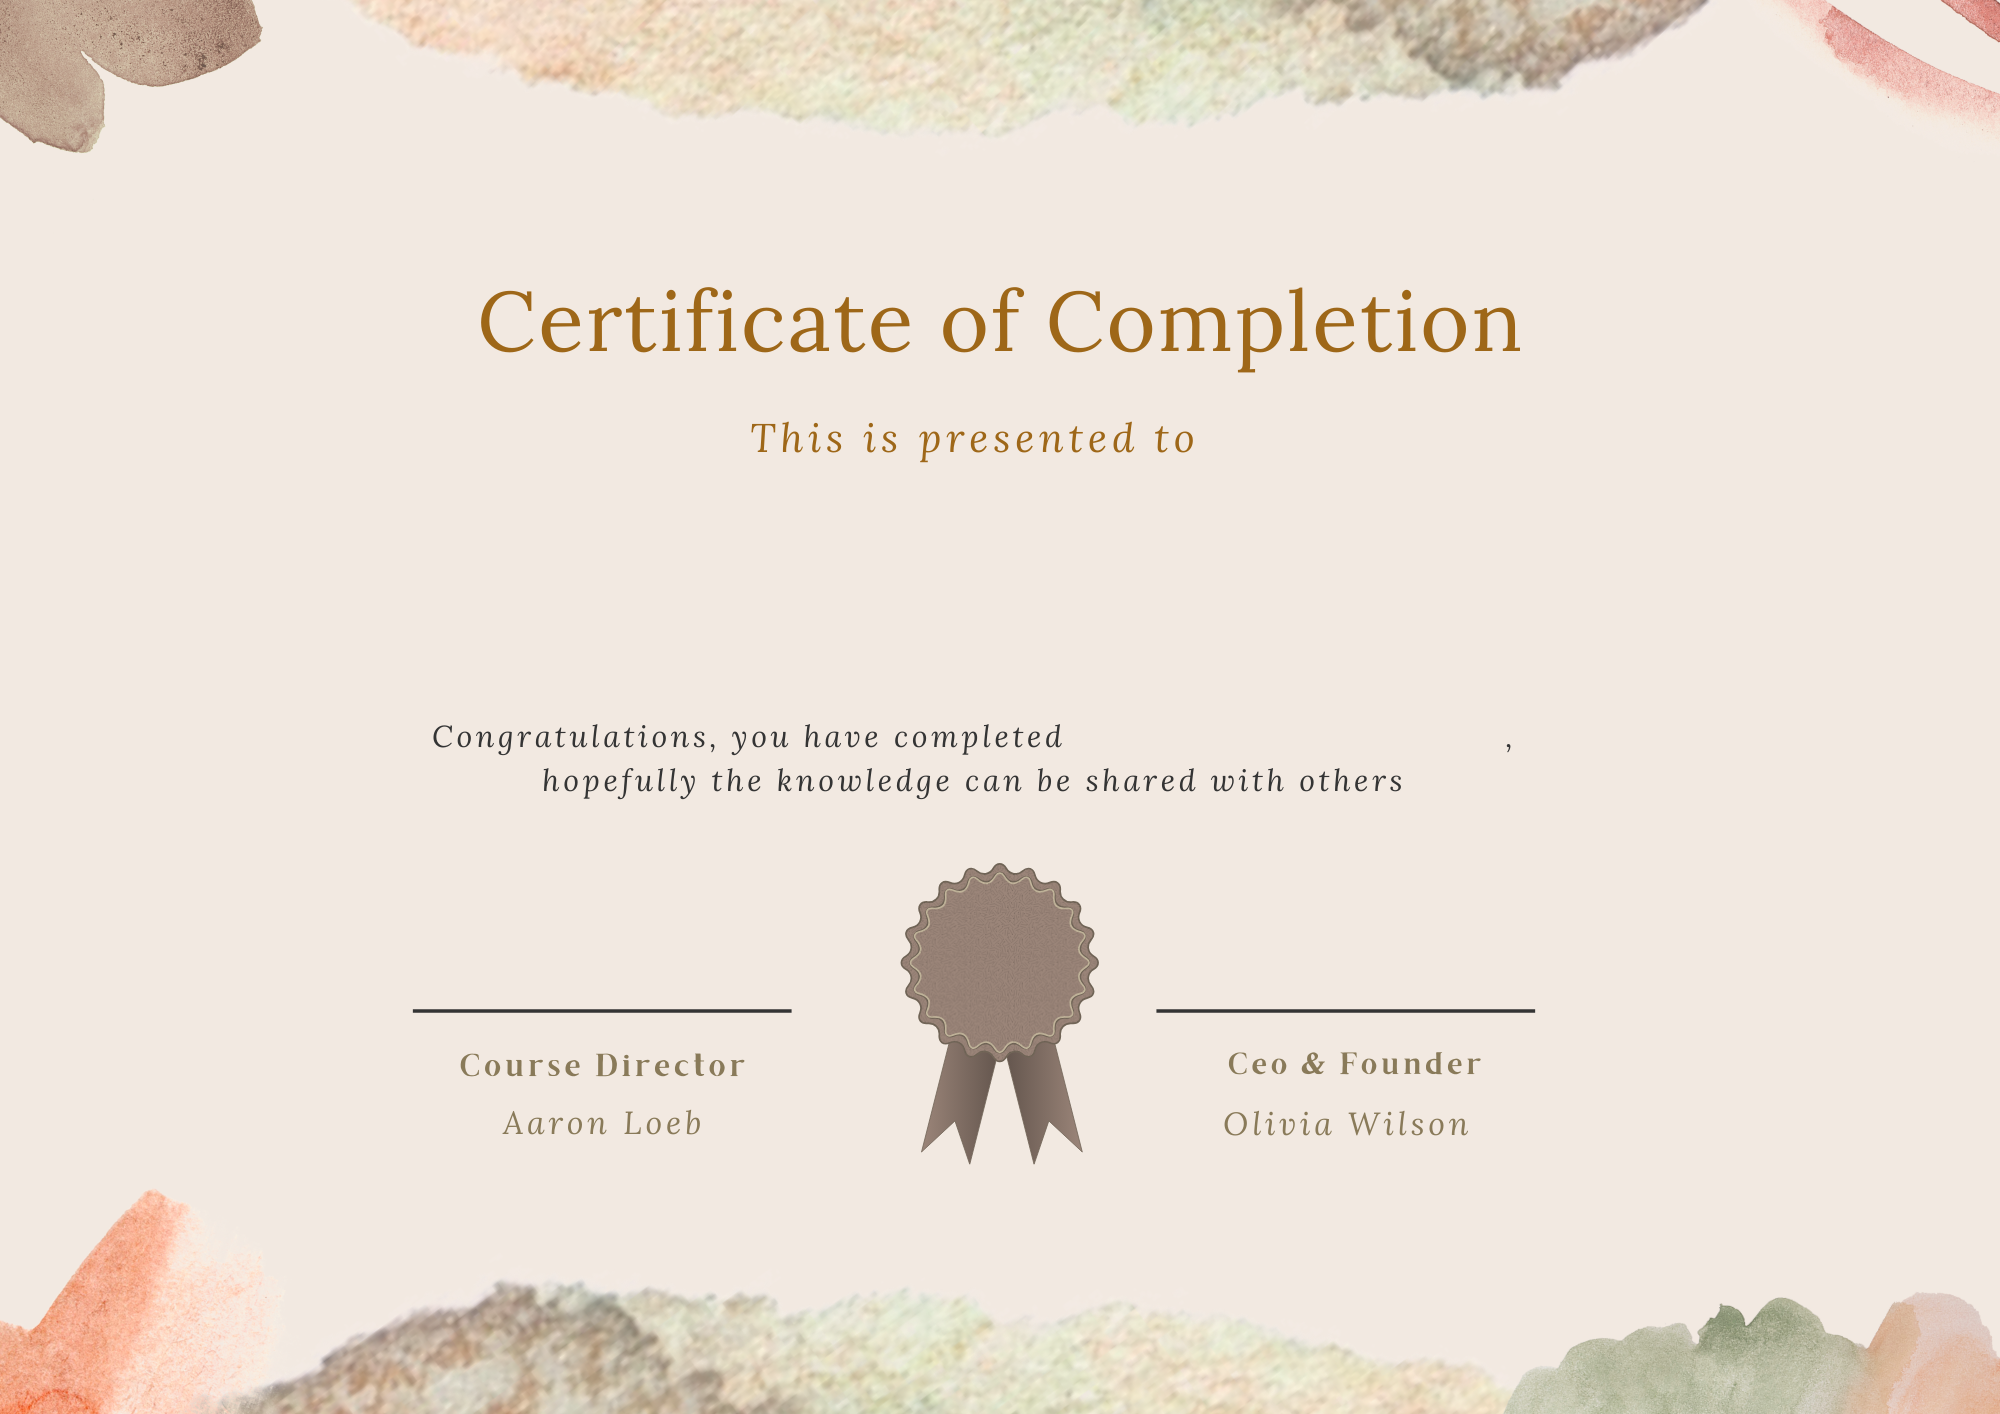 Certificate of Completion
This is presented to
Congratulations, you have completed ,
hopefully the knowledge can be shared with others
Course Director
Ceo & Founder
Aaron Loeb
Olivia Wilson